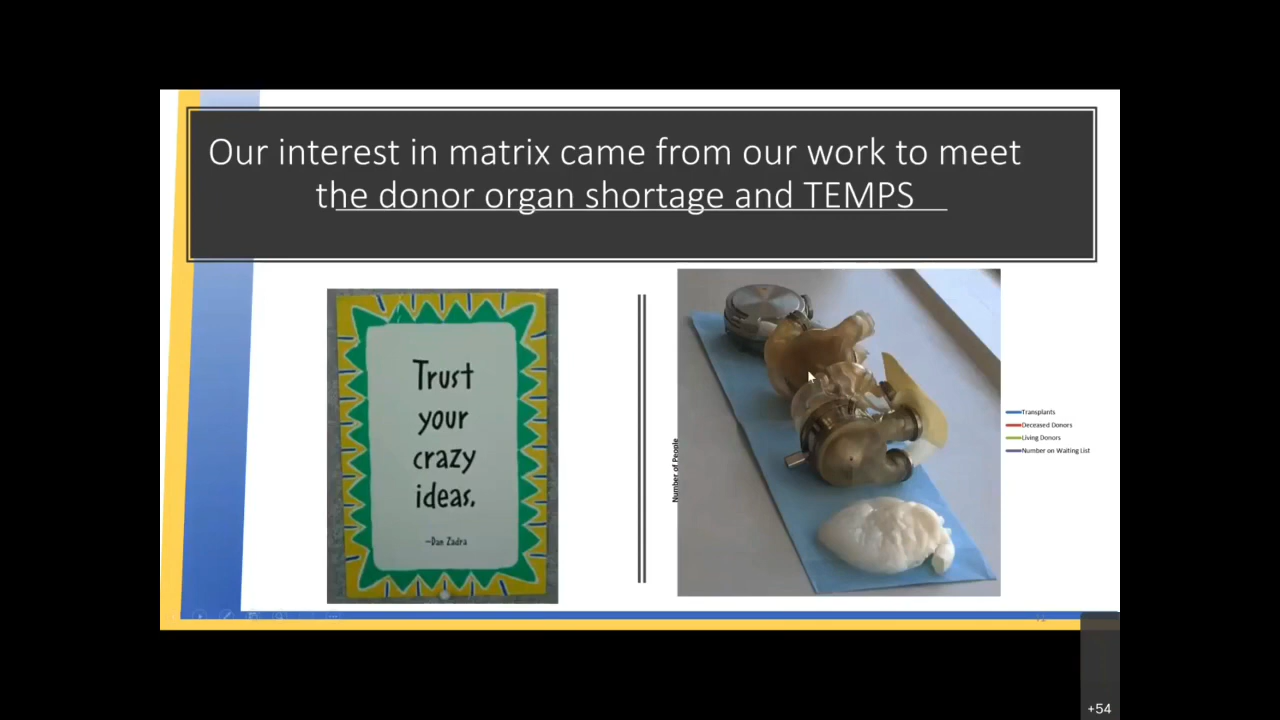 Our interest in matrix came from our work to meet
the donor organ shortage and TEMPS
Trust
your
crazy
ideas.
—Dan Zadra
Number of People
Transplants
Deceased Donors
Living Donors
Number on Waiting List
+54